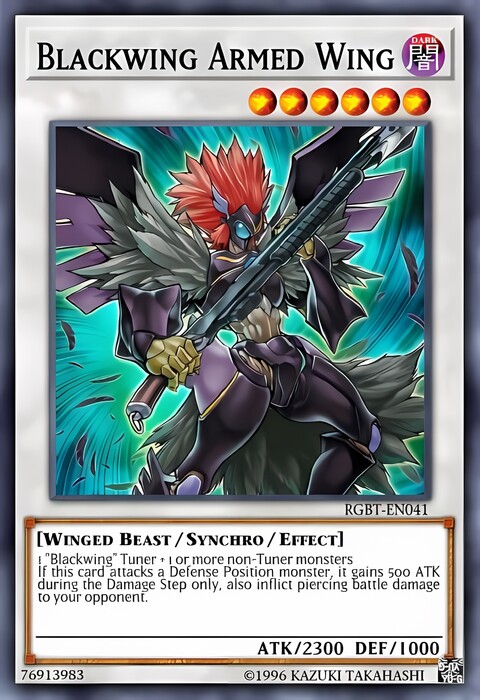 BLACKWING ARMED WING
DARK
闇
RGBT-EN041
[WINGED BEAST / SYNCHRO / EFFECT]
1 "Blackwing" Tuner + 1 or more non-Tuner monsters
If this card attacks a Defense Position monster, it gains 500 ATK
during the Damage Step only, also inflict piercing battle damage
to your opponent.
ATK/2300 DEF/1000
76913983
©1996 KAZUKI TAKAHASHI